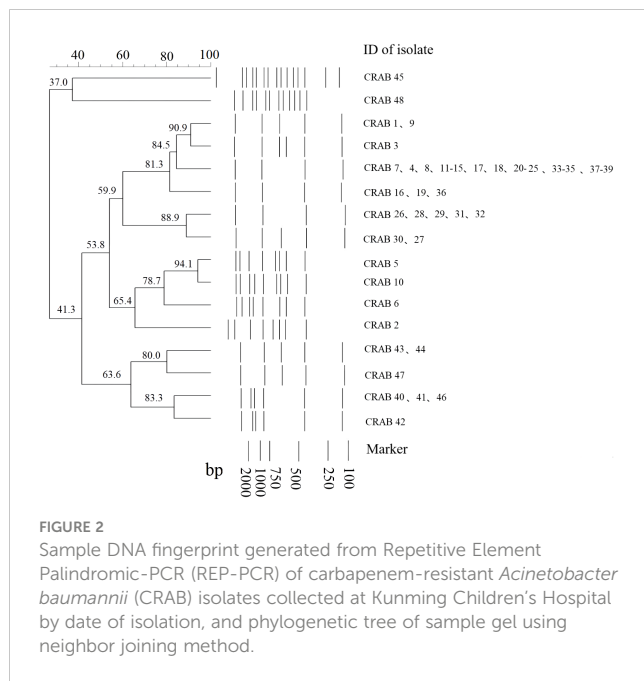 ID of isolate
40 60 80 100
37.0 CRAB 45
CRAB 48
90.9 CRAB 1、9
84.5 CRAB 3
81.3 CRAB 7、4、8、11-15、17、18、20-25 、33-35 、37-39
59.9 CRAB 16、19、36
88.9 CRAB 26、28、29、31、32
53.8 CRAB 30、27
94.1 CRAB 5
78.7 CRAB 10
65.4 CRAB 6
41.3 CRAB 2
80.0 CRAB 43、44
63.6 CRAB 47
83.3 CRAB 40、41、46
CRAB 42
Marker
bp 2000 1000 750 500 250 100
FIGURE 2
Sample DNA fingerprint generated from Repetitive Element
Palindromic-PCR (REP-PCR) of carbapenem-resistant Acinetobacter
baumannii (CRAB) isolates collected at Kunming Children's Hospital
by date of isolation, and phylogenetic tree of sample gel using
neighbor joining method.